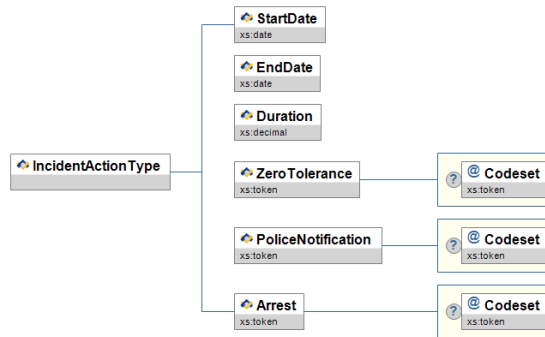 StartDate
xs:date
EndDate
xs:date
Duration
xs:decimal
IncidentActionType
ZeroTolerance
xs:token
? @ Codeset
xs:token
PoliceNotification
xs:token
? @ Codeset
xs:token
Arrest
xs:token
? @ Codeset
xs:token